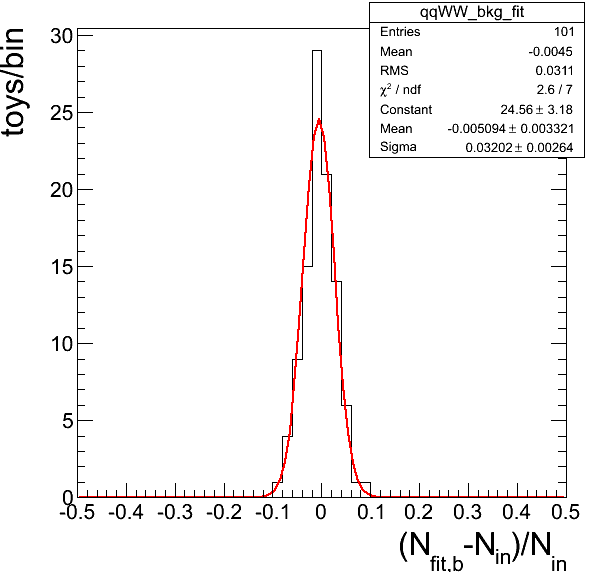 qqWW_bkg_fit
Entries 101
Mean -0.0045
RMS 0.0311
χ² / ndf 2.6 / 7
Constant 24.56 ± 3.18
Mean -0.005094 ± 0.003321
Sigma 0.03202 ± 0.00264
toys/bin
30
25
20
15
10
5
0
-0.5 -0.4 -0.3 -0.2 -0.1 0 0.1 0.2 0.3 0.4 0.5
(N_fit,b-N_in)/N_in